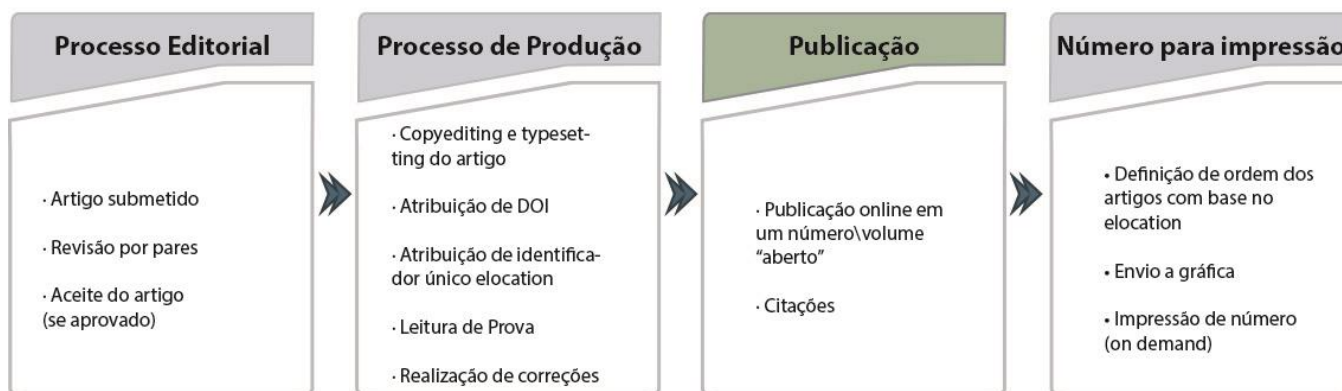 Processo Editorial
· Artigo submetido
· Revisão por pares
· Aceite do artigo
(se aprovado)
Processo de Produção
· Copyediting e typeset-
ting do artigo
· Atribuição de DOI
· Atribuição de identifica-
dor único elocation
· Leitura de Prova
· Realização de correções
Publicação
· Publicação online em
um número\volume
“aberto”
· Citações
Número para impressão
• Definição de ordem dos
artigos com base no
elocation
• Envio a gráfica
• Impressão de número
(on demand)